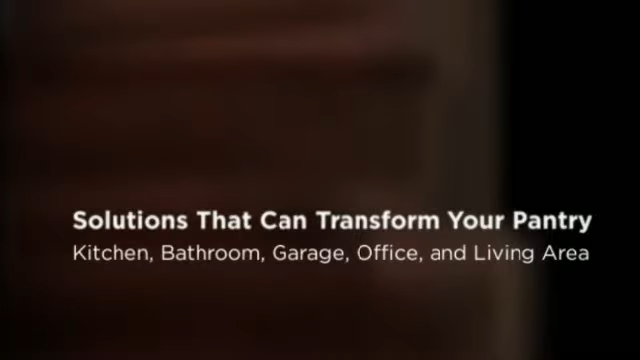 Solutions That Can Transform Your Pantry
Kitchen, Bathroom, Garage, Office, and Living Area